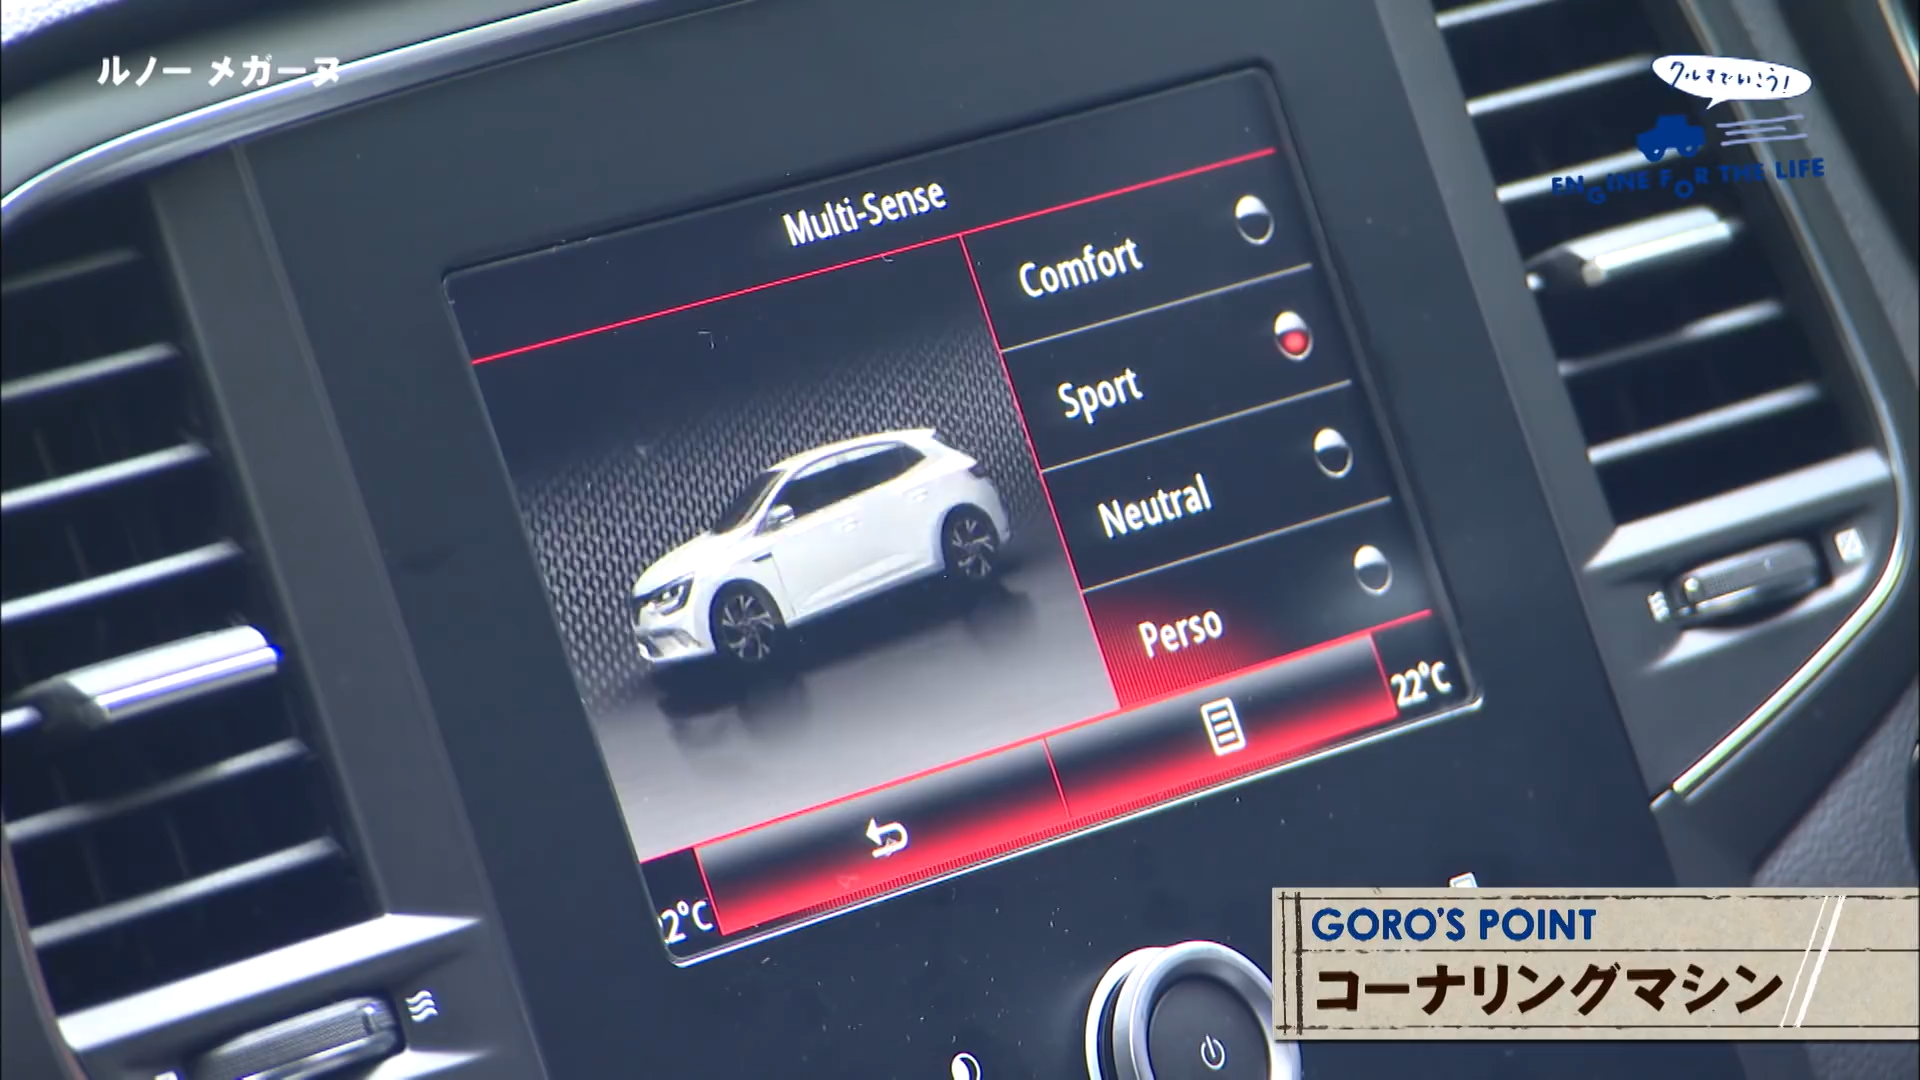 ルノー メガーヌ
クルマでいこう!
ENGINE FOR THE LIFE
Multi-Sense
Comfort
Sport
Neutral
Perso
22°C
2°C
GORO'S POINT
コーナリングマシン